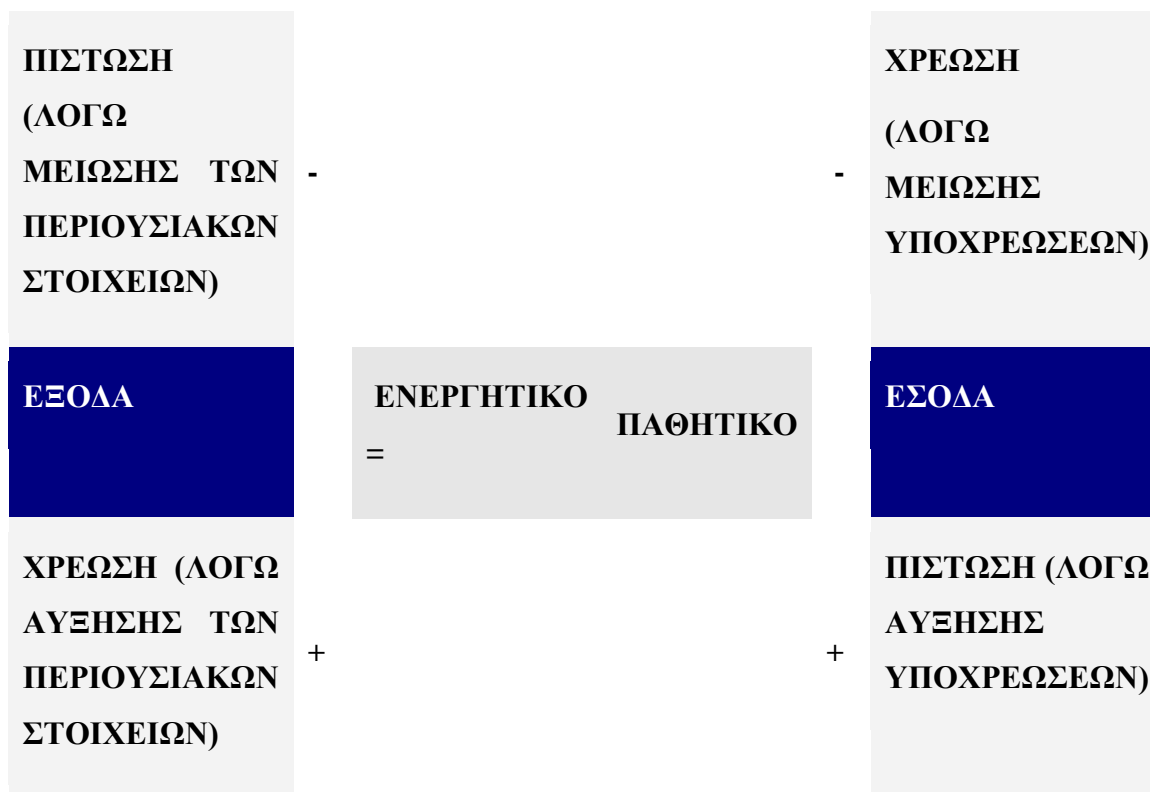 ΠΙΣΤΩΣΗ
(ΛΟΓΩ
ΜΕΙΩΣΗΣ ΤΩΝ
ΠΕΡΙΟΥΣΙΑΚΩΝ
ΣΤΟΙΧΕΙΩΝ)
-
-
ΧΡΕΩΣΗ
(ΛΟΓΩ
ΜΕΙΩΣΗΣ
ΥΠΟΧΡΕΩΣΕΩΝ)
ΕΞΟΔΑ
ΕΝΕΡΓΗΤΙΚΟ
=
ΠΑΘΗΤΙΚΟ
ΕΣΟΔΑ
ΧΡΕΩΣΗ (ΛΟΓΩ
ΑΥΞΗΣΗΣ ΤΩΝ
ΠΕΡΙΟΥΣΙΑΚΩΝ
ΣΤΟΙΧΕΙΩΝ)
+
+
ΠΙΣΤΩΣΗ (ΛΟΓΩ
ΑΥΞΗΣΗΣ
ΥΠΟΧΡΕΩΣΕΩΝ)